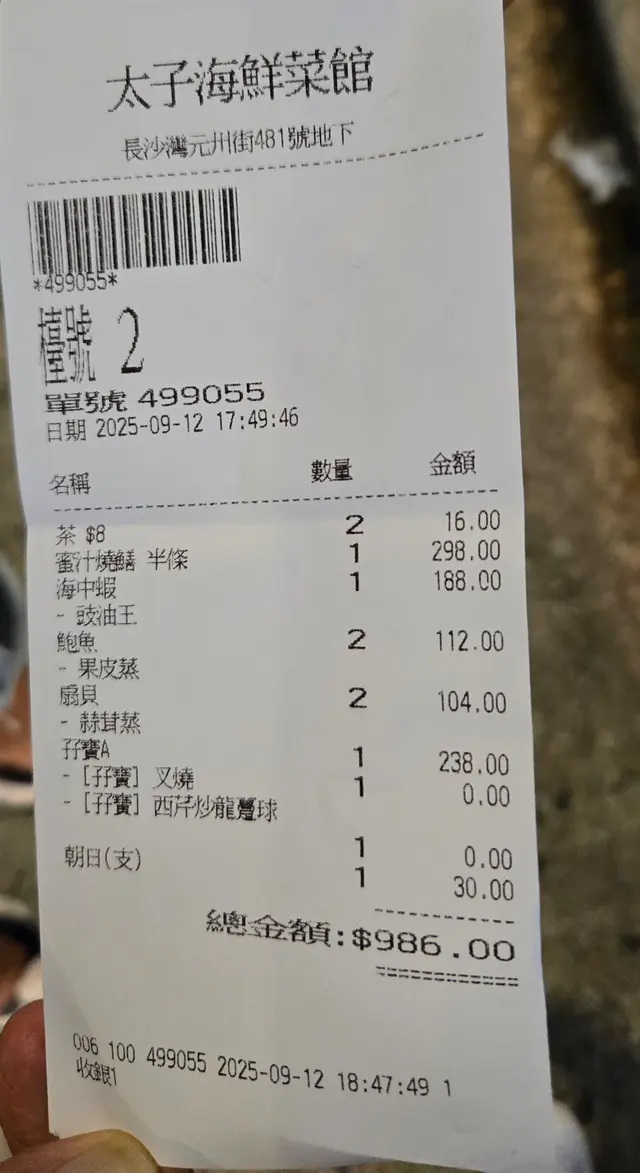 太子海鮮菜館
長沙灣元州街481號地下
*499055*
檯號 2
單號 499055
日期 2025-09-12 17:49:46
名稱 數量 金額
茶 $8 2 16.00
蜜汁燒鱔 半條 1 298.00
海中蝦 1 188.00
- 豉油王
鮑魚 2 112.00
- 果皮蒸
扇貝 2 104.00
- 蒜茸蒸
孖寶A 1 238.00
- [孖寶] 叉燒 1 0.00
- [孖寶] 西芹炒龍躉球 1 0.00
朝日(支) 1 30.00
總金額:$986.00
006 100 499055 2025-09-12 18:47:49 1
收銀1